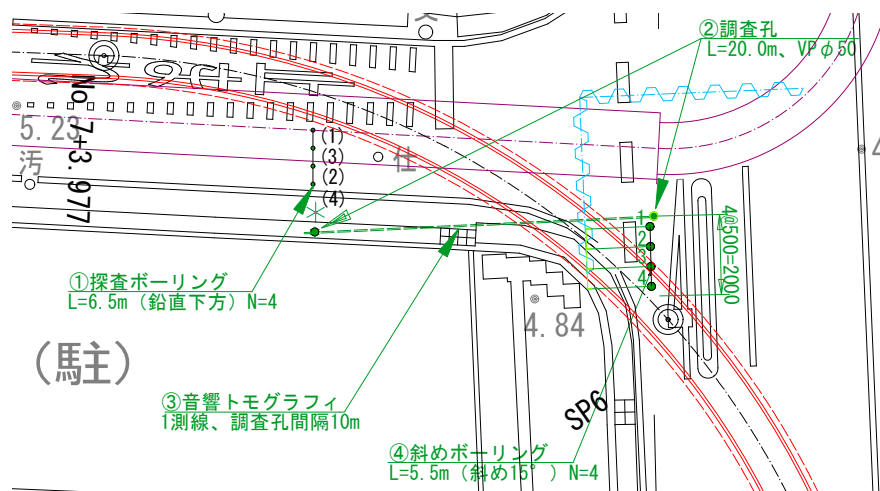 ②調査孔
L=20.0m、VPφ50
No.7+3.977
5.23
汚
仕
(1)
(3)
(2)
(4)
1
2
3
4
4@500=2000
①探査ボーリング
L=6.5m（鉛直下方）N=4
4.84
（駐）
③音響トモグラフィ
1測線、調査孔間隔10m
SP6
④斜めボーリング
L=5.5m（斜め15°）N=4